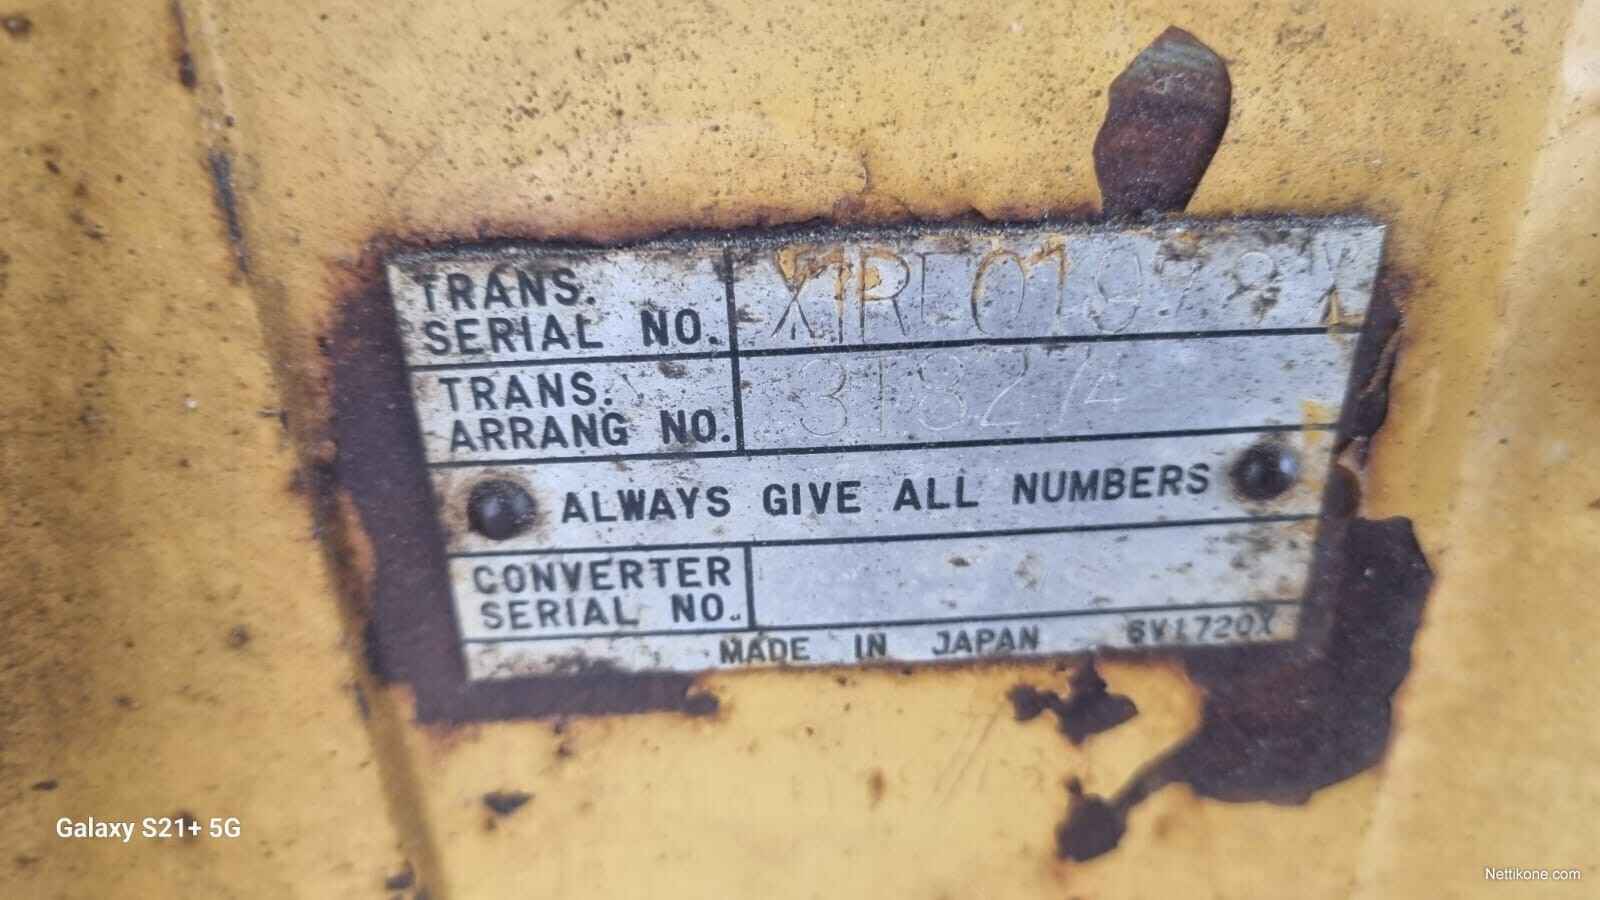 TRANS.
SERIAL NO.
TRANS.
ARRANG NO.
3T8274
ALWAYS GIVE ALL NUMBERS
CONVERTER
SERIAL NO.
MADE IN JAPAN 6V1720X
Galaxy S21+ 5G
Nettikone.com